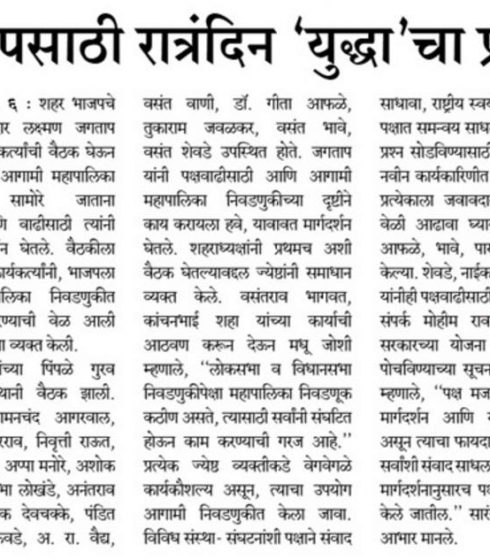 पसाठी रात्रंदिन 'युद्धा'चा प्र
६ : शहर भाजपचे
र लक्ष्मण जगताप
कर्त्यांची बैठक घेऊन
आगामी महापालिका
सामोरे जाताना
वाढीसाठी त्यांनी
न घेतले. बैठकीला
ार्यकर्त्यांनी, भाजपला
लिका निवडणुकीत
ण्याची वेळ आली
ा व्यक्त केली.
च्या पिंपळे गुरव
यानी बैठक झाली.
ामनचंद आगरवाल,
रराव, निवृत्ती राऊत,
अप्पा मनोरे, अशोक
भा लोखंडे, अनंतराव
क देवचक्के, पंडित
कवडे, अ. रा. वैद्य,
वसंत वाणी, डॉ. गीता आफळे,
तुकाराम जवळकर, वसंत भावे,
वसंत शेवडे उपस्थित होते. जगताप
यांनी पक्षवाढीसाठी आणि आगामी
महापालिका निवडणुकीच्या दृष्टीने
काय करायला हवे, यावावत मार्गदर्शन
घेतले. शहराध्यक्षांनी प्रथमच अशी
बैठक घेतल्यावद्दल ज्येष्ठांनी समाधान
व्यक्त केले. वसंतराव भागवत,
कांचनभाई शहा यांच्या कार्याची
आठवण करून देऊन मधू जोशी
म्हणाले, ''लोकसभा व विधानसभा
निवडणुकीपेक्षा महापालिका निवडणूक
कठीण असते, त्यासाठी सर्वांनी संघटित
होऊन काम करण्याची गरज आहे.''
प्रत्येक ज्येष्ठ व्यक्तीकडे वेगवेगळे
कार्यकौशल्य असून, त्याचा उपयोग
आगामी निवडणुकीत केला जावा.
विविध संस्था- संघटनांशी पक्षाने संवाद
साधावा, राष्ट्रीय स्वय
पक्षात समन्वय साध
प्रश्न सोडविण्यासाठी
नवीन कार्यकारिणीत
प्रत्येकाला जवावदा
वेळी आढावा घ्या
आफळे, भावे, पा
केल्या. शेवडे, नाईक
यांनीही पक्षवाढीसाठी
संपर्क मोहीम राव
सरकारच्या योजना
पोचविण्याच्या सूचन
म्हणाले, ''पक्ष मज
मार्गदर्शन आणि
असून त्याचा फायदा
सर्वांशी संवाद साधल
मार्गदर्शनानुसारच पक्ष
केले जातील.'' सारं
आभार मानले.